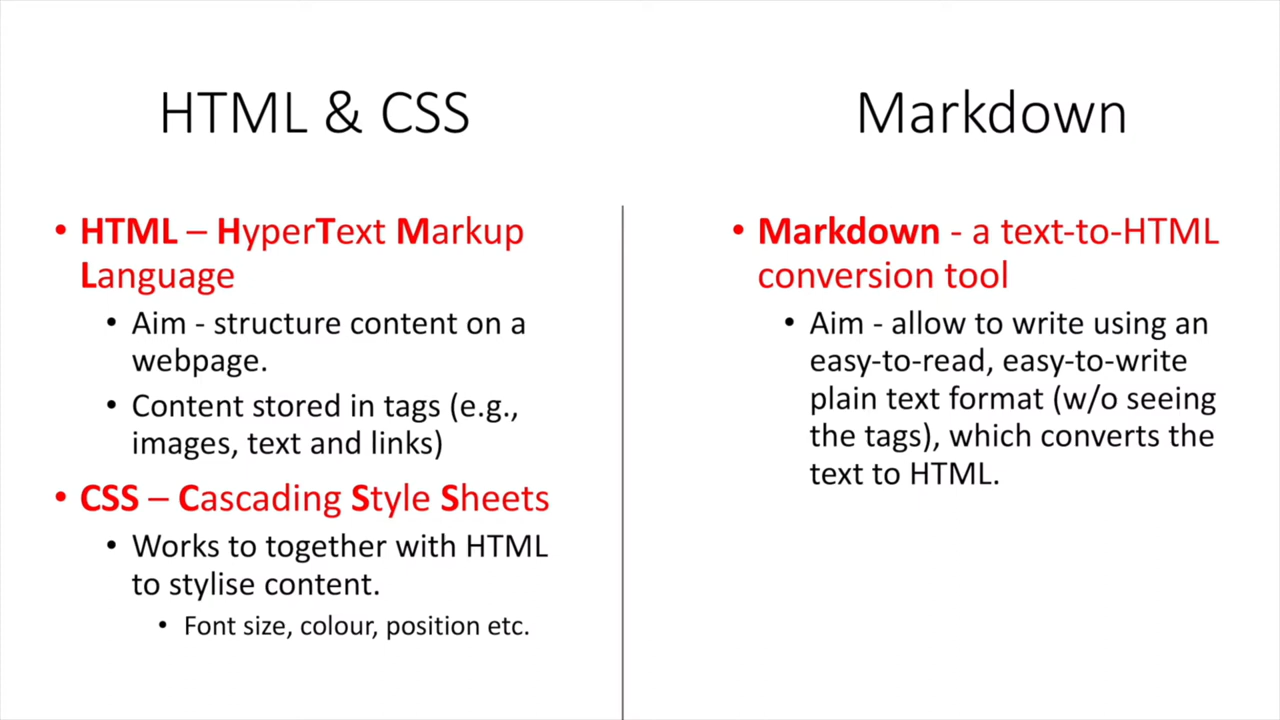 HTML & CSS
• HTML – HyperText Markup
Language
• Aim - structure content on a
webpage.
• Content stored in tags (e.g.,
images, text and links)
• CSS – Cascading Style Sheets
• Works to together with HTML
to stylise content.
• Font size, colour, position etc.
Markdown
• Markdown - a text-to-HTML
conversion tool
• Aim - allow to write using an
easy-to-read, easy-to-write
plain text format (w/o seeing
the tags), which converts the
text to HTML.